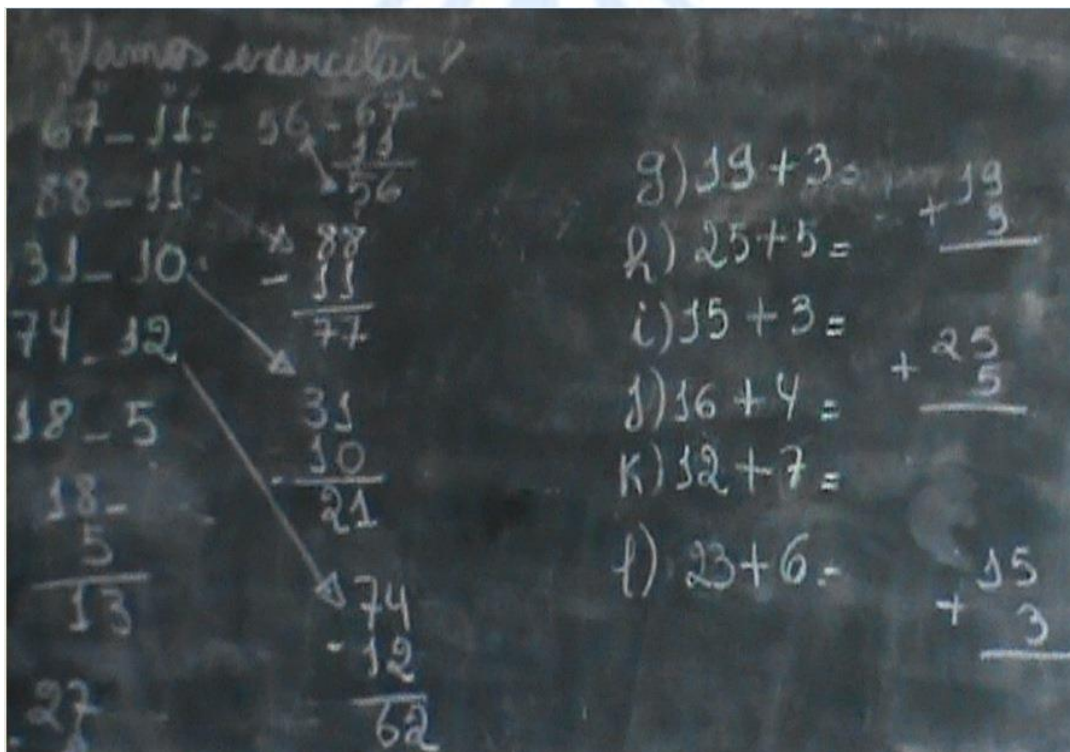 Vamos exercitar?
67 - 11 = 56
88 - 11 =
31 - 10
74 - 12
18 - 5
18 -
5
13
27
- 67
11
56
88
- 11
77
31
- 10
21
74
- 12
62
g) 19 + 3 =
h) 25 + 5 =
i) 15 + 3 =
j) 16 + 4 =
k) 12 + 7 =
l) 23 + 6 =
19
+ 3
25
+ 5
15
+ 3